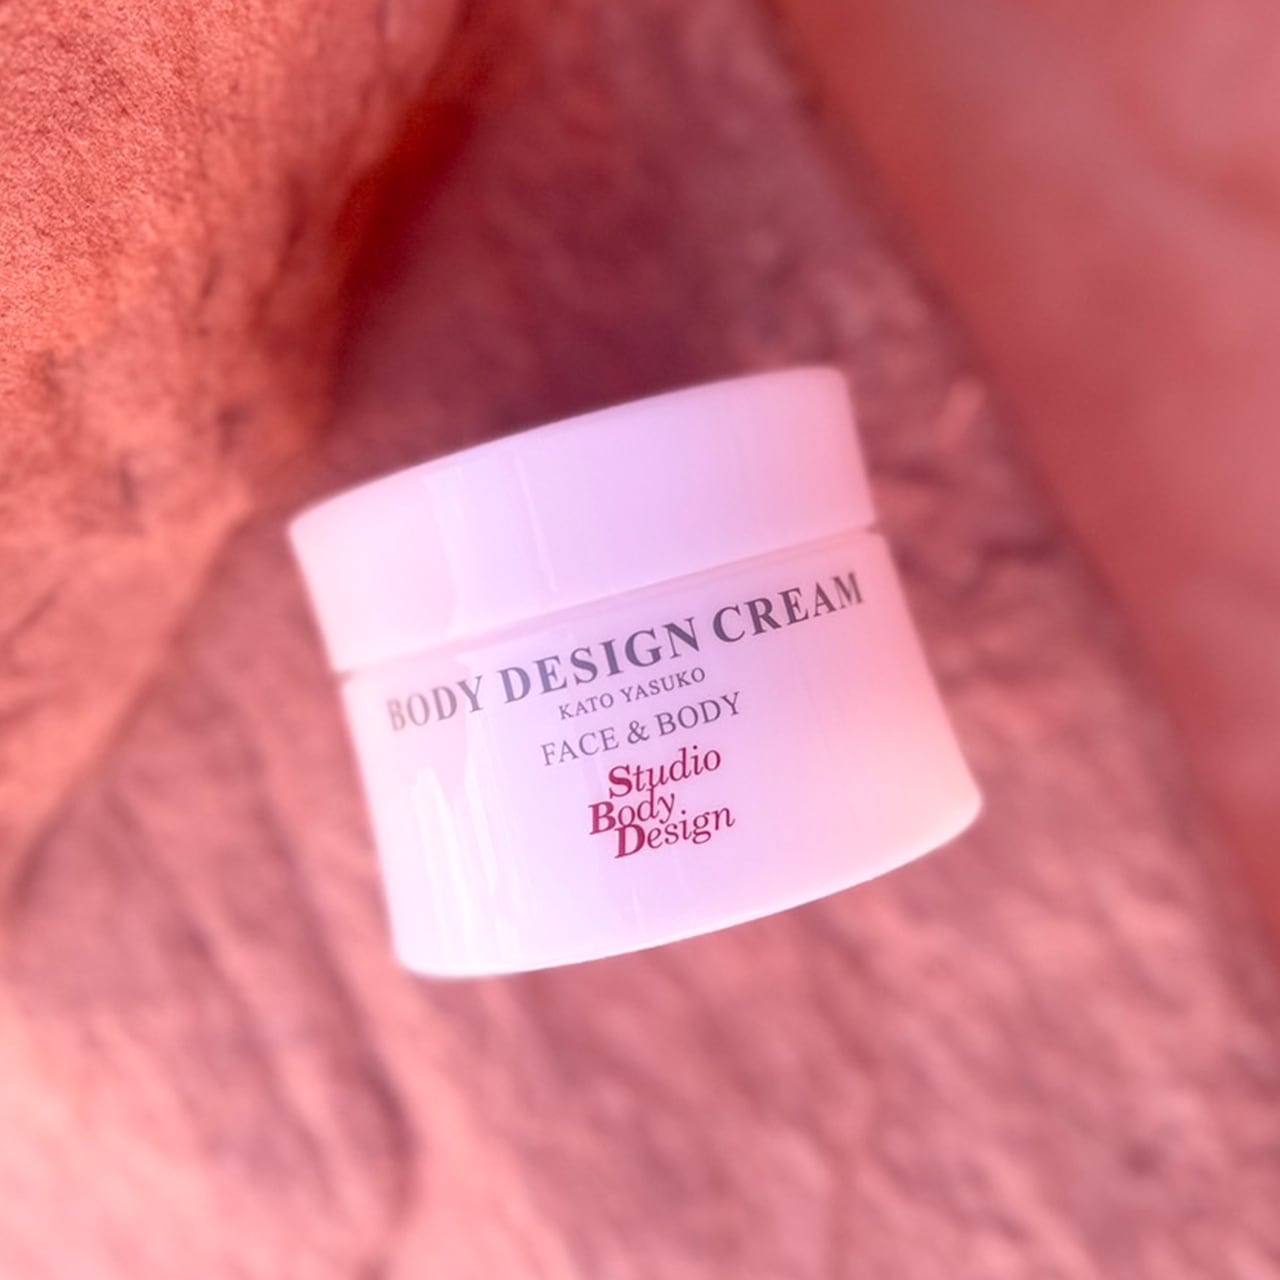 BODY DESIGN CREAM
KATO YASUKO
FACE & BODY
Studio
Body
Design